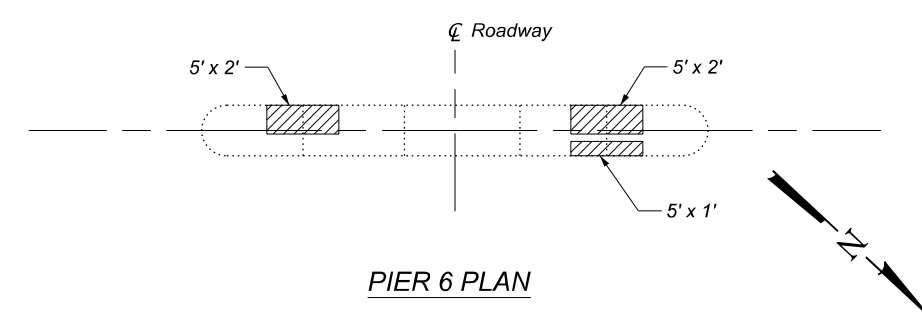 ℄ Roadway
5' x 2'
5' x 2'
5' x 1'
N
PIER 6 PLAN